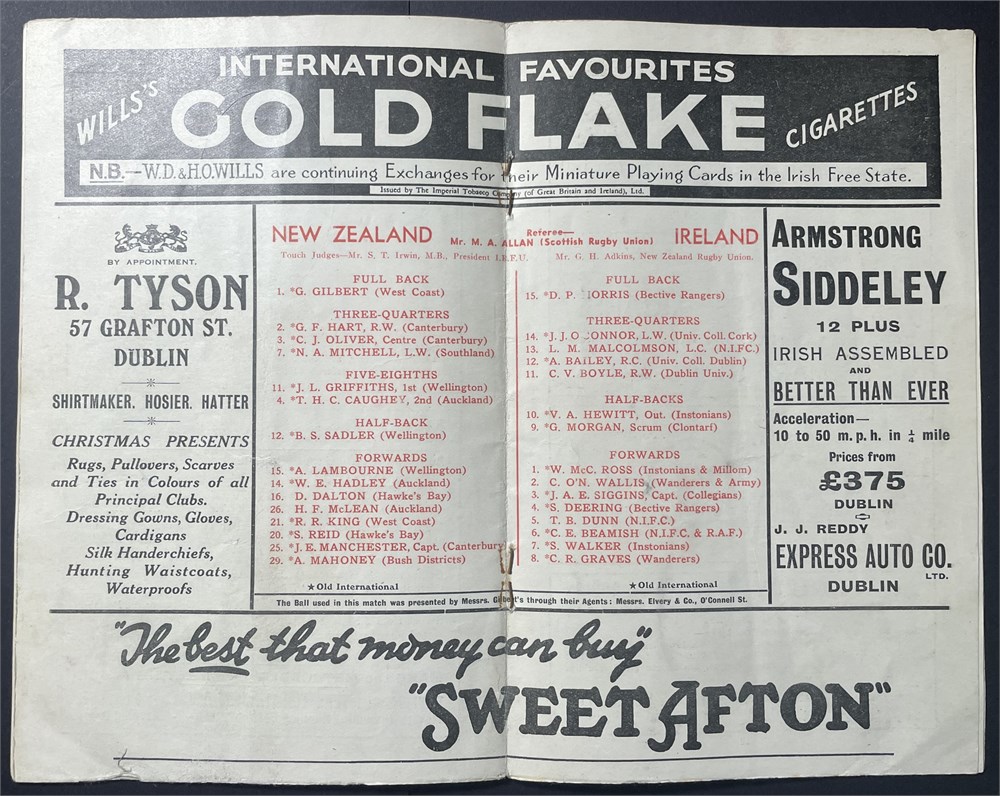 INTERNATIONAL FAVOURITES
WILLS'S GOLD FLAKE CIGARETTES
N.B.—W.D.&H.O.WILLS are continuing Exchanges for their Miniature Playing Cards in the Irish Free State.
Issued by The Imperial Tobacco Company (of Great Britain and Ireland), Ltd.
BY APPOINTMENT.
R. TYSON
57 GRAFTON ST.
DUBLIN
SHIRTMAKER. HOSIER. HATTER
CHRISTMAS PRESENTS
Rugs, Pullovers, Scarves
and Ties in Colours of all
Principal Clubs.
Dressing Gowns, Gloves,
Cardigans
Silk Handerchiefs,
Hunting Waistcoats,
Waterproofs
Referee—
NEW ZEALAND Mr. M. A. ALLAN (Scottish Rugby Union) IRELAND
Touch Judges—Mr. S. T. Irwin, M.B., President I.R.F.U. Mr. G. H. Adkins, New Zealand Rugby Union.
FULL BACK
1. *G. GILBERT (West Coast)
THREE-QUARTERS
2. *G. F. HART, R.W. (Canterbury)
3. *C. J. OLIVER, Centre (Canterbury)
7. *N. A. MITCHELL, L.W. (Southland)
FIVE-EIGHTHS
11. *J. L. GRIFFITHS, 1st (Wellington)
4. *T. H. C. CAUGHEY, 2nd (Auckland)
HALF-BACK
12. *B. S. SADLER (Wellington)
FORWARDS
15. *A. LAMBOURNE (Wellington)
14. *W. E. HADLEY (Auckland)
16. D. DALTON (Hawke's Bay)
26. H. F. McLEAN (Auckland)
21. *R. R. KING (West Coast)
20. *S. REID (Hawke's Bay)
25. *J. E. MANCHESTER, Capt. (Canterbury
29. *A. MAHONEY (Bush Districts)
★Old International
FULL BACK
15. *D. P. ORRIS (Bective Rangers)
THREE-QUARTERS
14. *J. J. O CONNOR, L.W. (Univ. Coll. Cork)
13. L. M. MALCOLMSON, L.C. (N.I.F.C.)
12. *A. BAILEY, R.C. (Univ. Coll. Dublin)
11. C. V. BOYLE, R.W. (Dublin Univ.)
HALF-BACKS
10. *V. A. HEWITT, Out. (Instonians)
9. *G. MORGAN, Scrum (Clontarf)
FORWARDS
1. *W. McC. ROSS (Instonians & Millom)
2. C. O'N. WALLIS (Wanderers & Army)
3. *J. A. E. SIGGINS, Capt. (Collegians)
4. *S. DEERING (Bective Rangers)
5. T. B. DUNN (N.I.F.C.)
6. *C. E. BEAMISH (N.I.F.C. & R.A.F.)
7. *S. WALKER (Instonians)
8. *C. R. GRAVES (Wanderers)
★Old International
The Ball used in this match was presented by Messrs. Gilbert's through their Agents: Messrs. Elvery & Co., O'Connell St.
ARMSTRONG
SIDDELEY
12 PLUS
IRISH ASSEMBLED
AND
BETTER THAN EVER
Acceleration—
10 to 50 m.p.h. in ¼ mile
Prices from
£375
DUBLIN
J. J. REDDY
EXPRESS AUTO CO.
LTD.
DUBLIN
"The best that money can buy"
"SWEET AFTON"